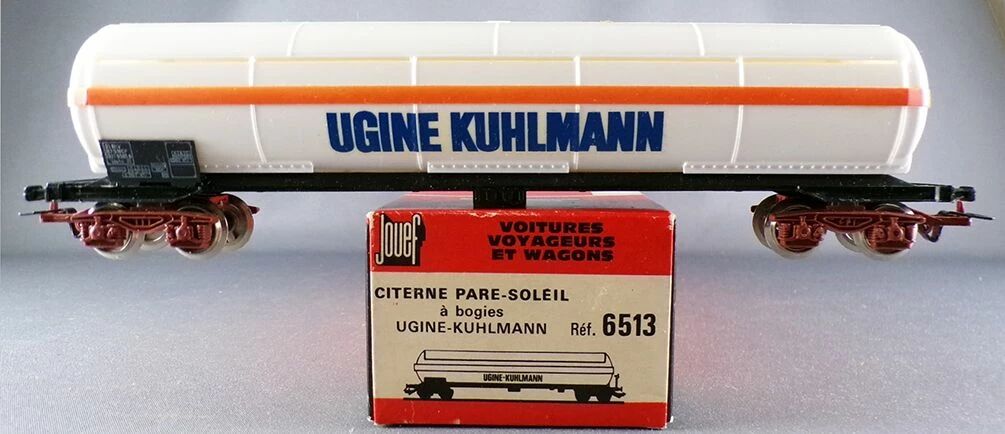 UGINE KUHLMANN
Jouef
VOITURES
VOYAGEURS
ET WAGONS
CITERNE PARE-SOLEIL
à bogies
UGINE-KUHLMANN Réf. 6513
UGINE-KUHLMANN